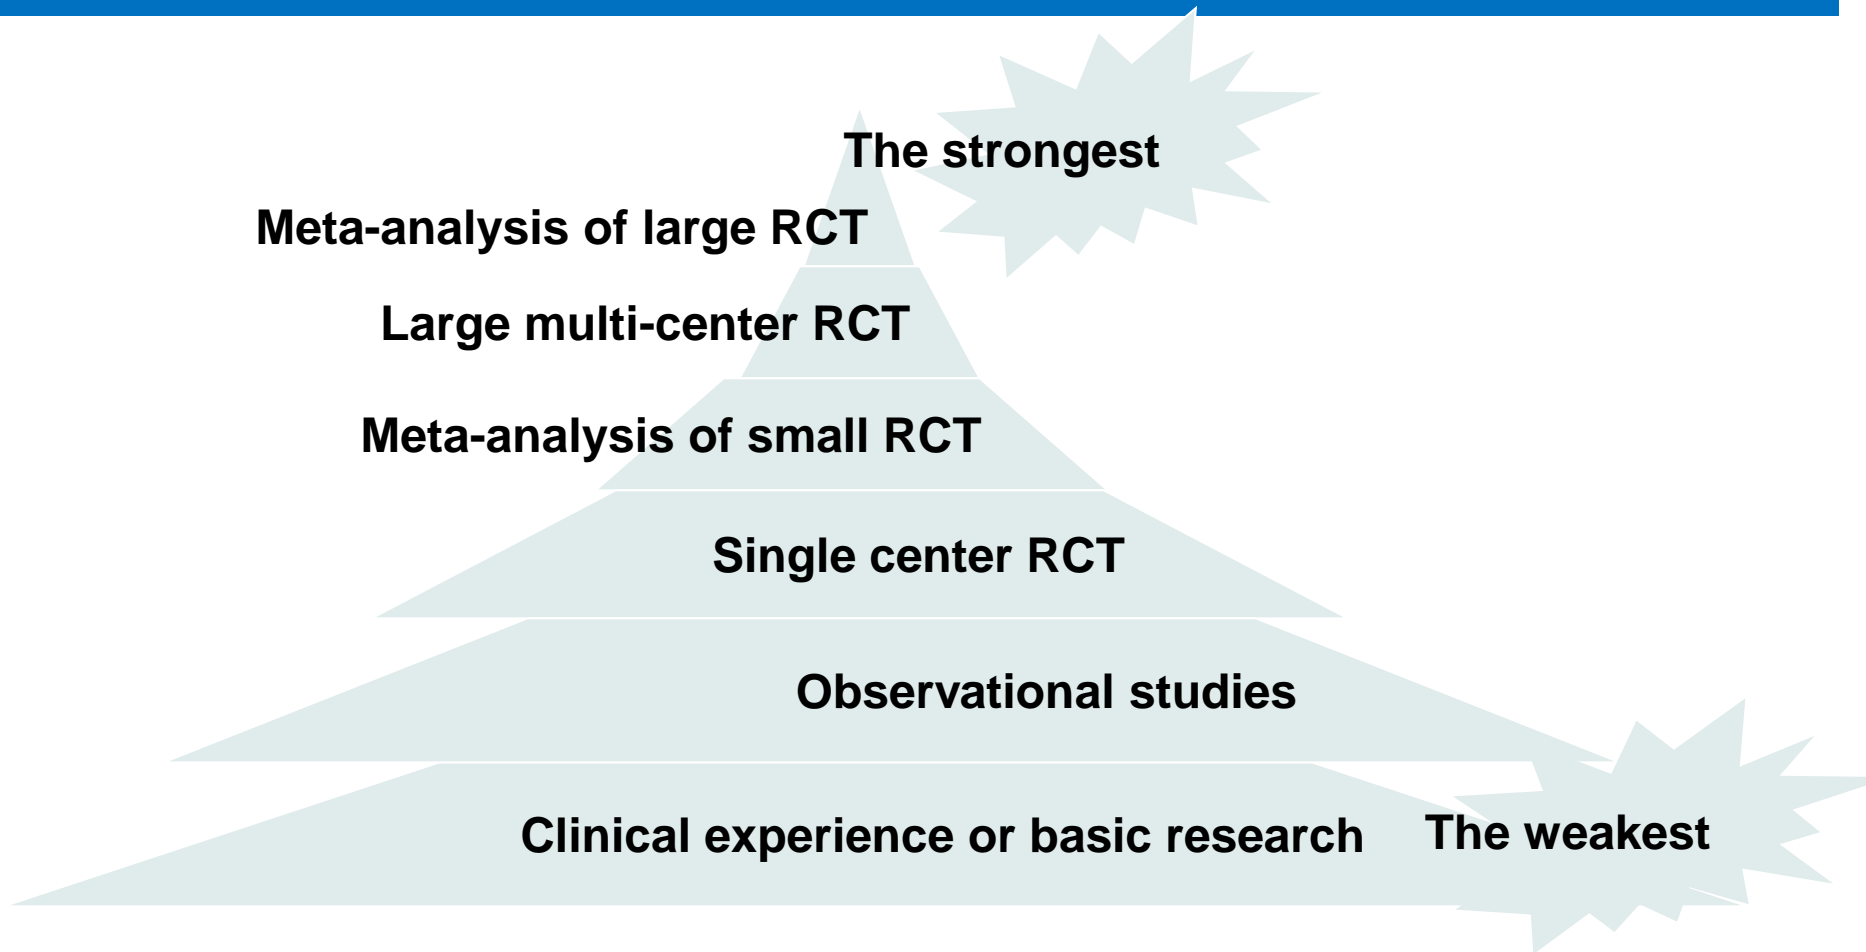 The strongest
Meta-analysis of large RCT
Large multi-center RCT
Meta-analysis of small RCT
Single center RCT
Observational studies
Clinical experience or basic research
The weakest